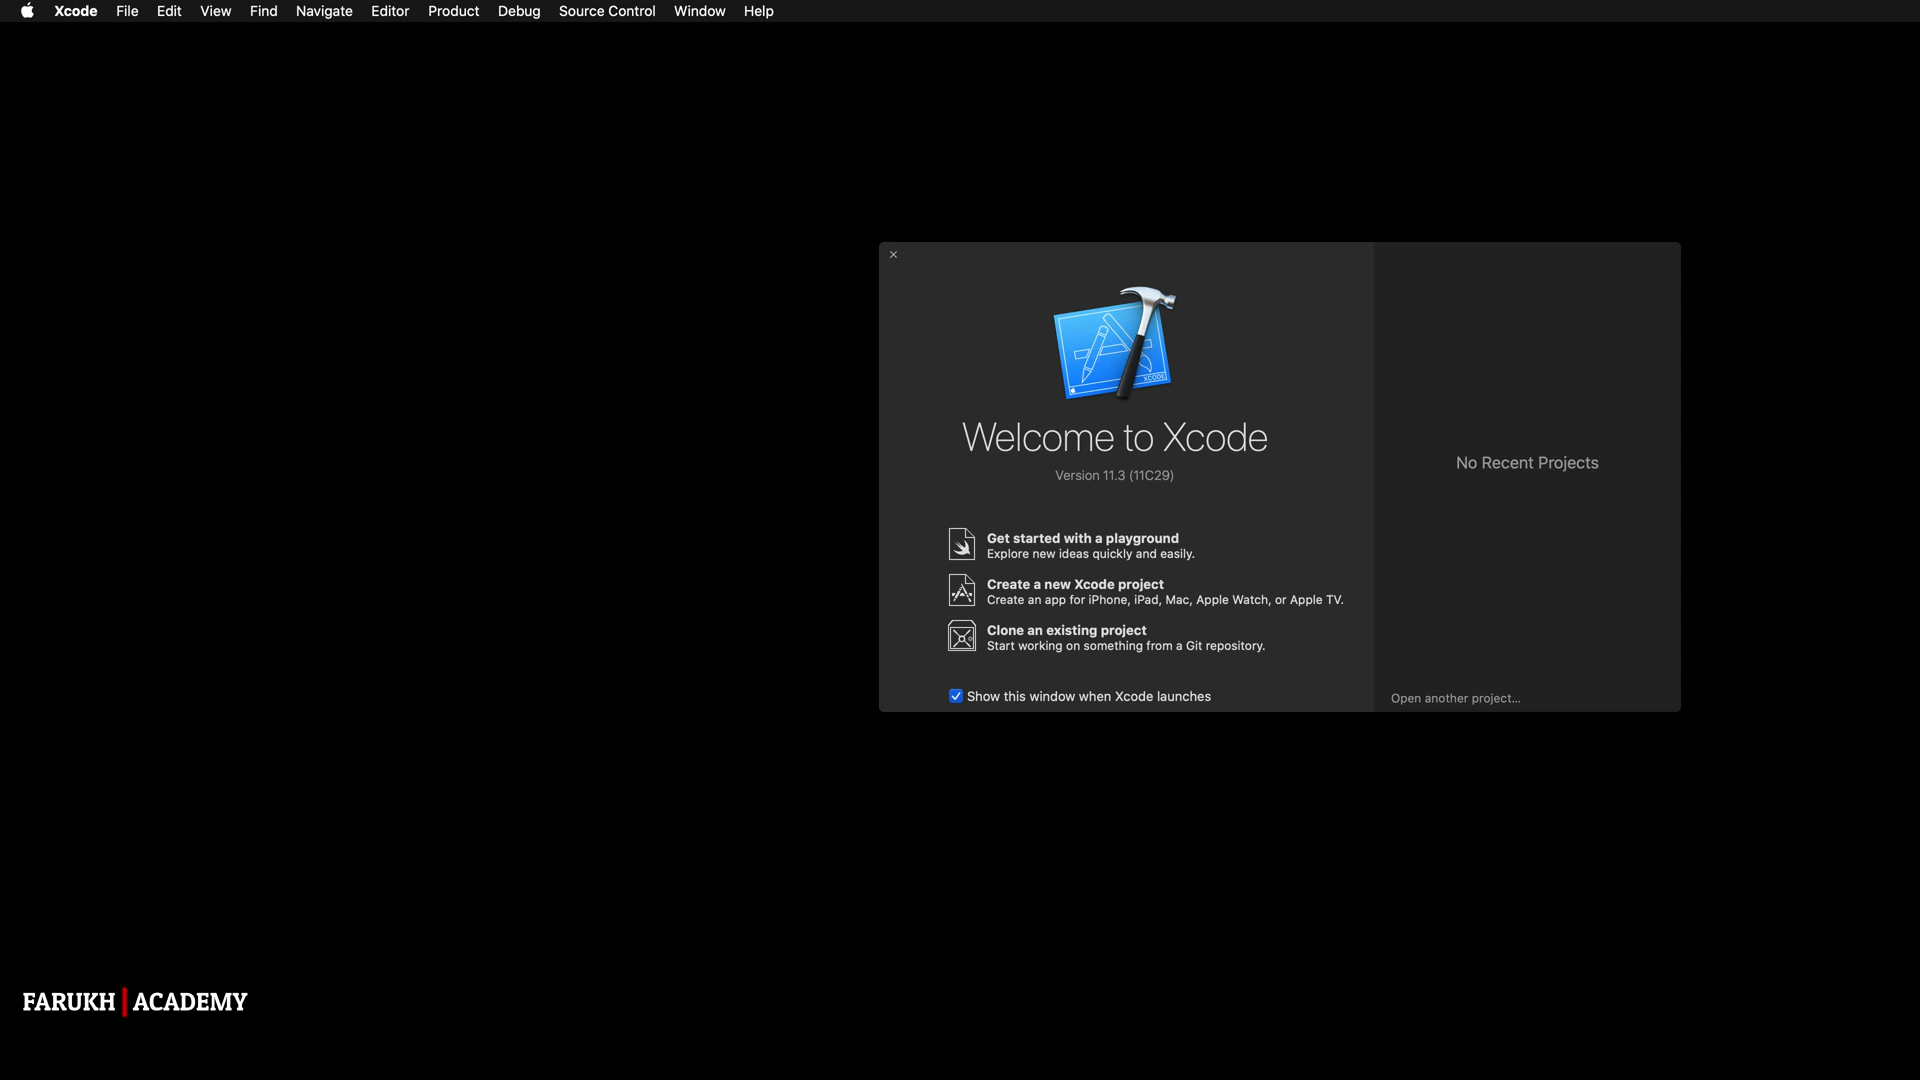 Xcode File Edit View Find Navigate Editor Product Debug Source Control Window Help
XCODE
Welcome to Xcode
Version 11.3 (11C29)
Get started with a playground
Explore new ideas quickly and easily.
Create a new Xcode project
Create an app for iPhone, iPad, Mac, Apple Watch, or Apple TV.
Clone an existing project
Start working on something from a Git repository.
Show this window when Xcode launches
No Recent Projects
Open another project...
FARUKH | ACADEMY